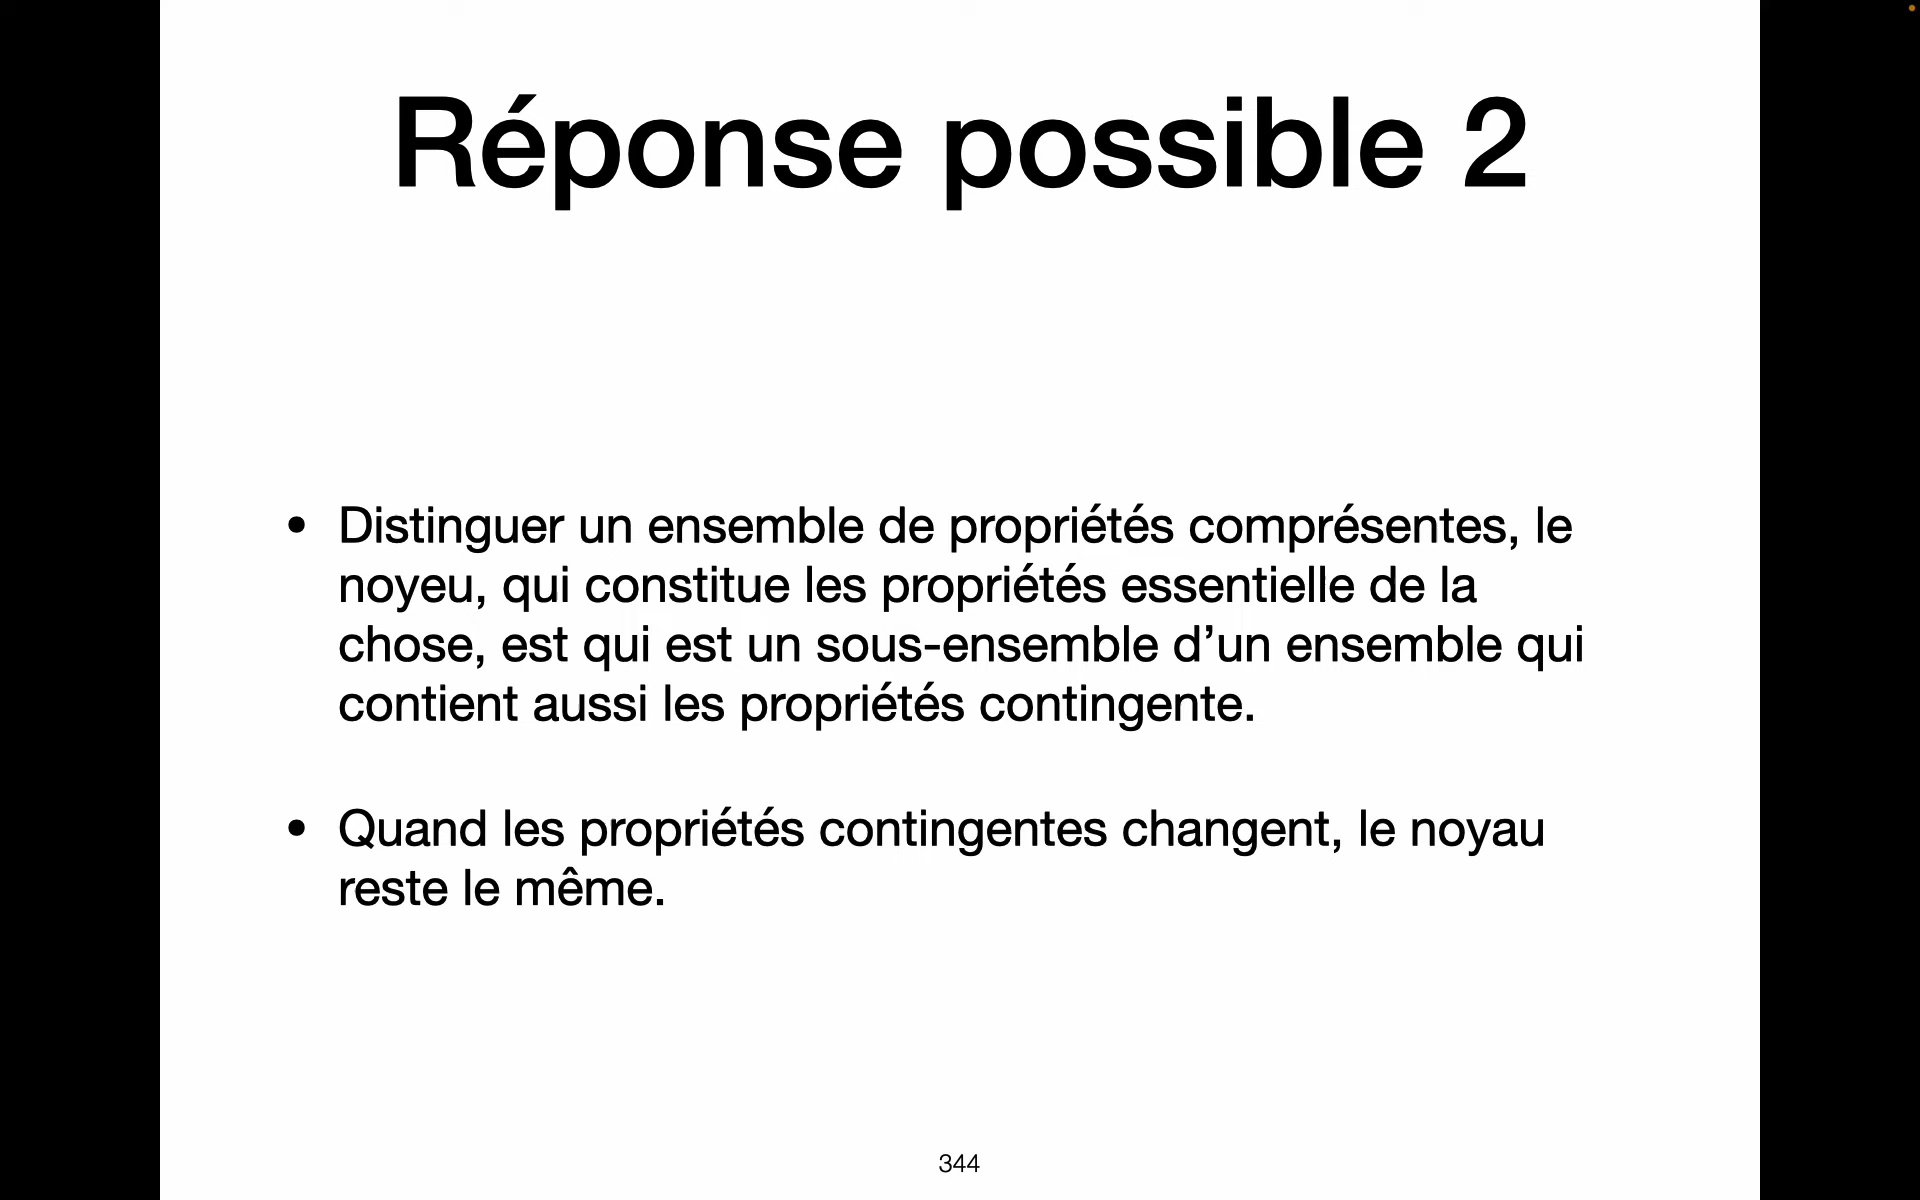 Réponse possible 2
• Distinguer un ensemble de propriétés comprésentes, le
noyeu, qui constitue les propriétés essentielle de la
chose, est qui est un sous-ensemble d’un ensemble qui
contient aussi les propriétés contingente.
• Quand les propriétés contingentes changent, le noyau
reste le même.
344